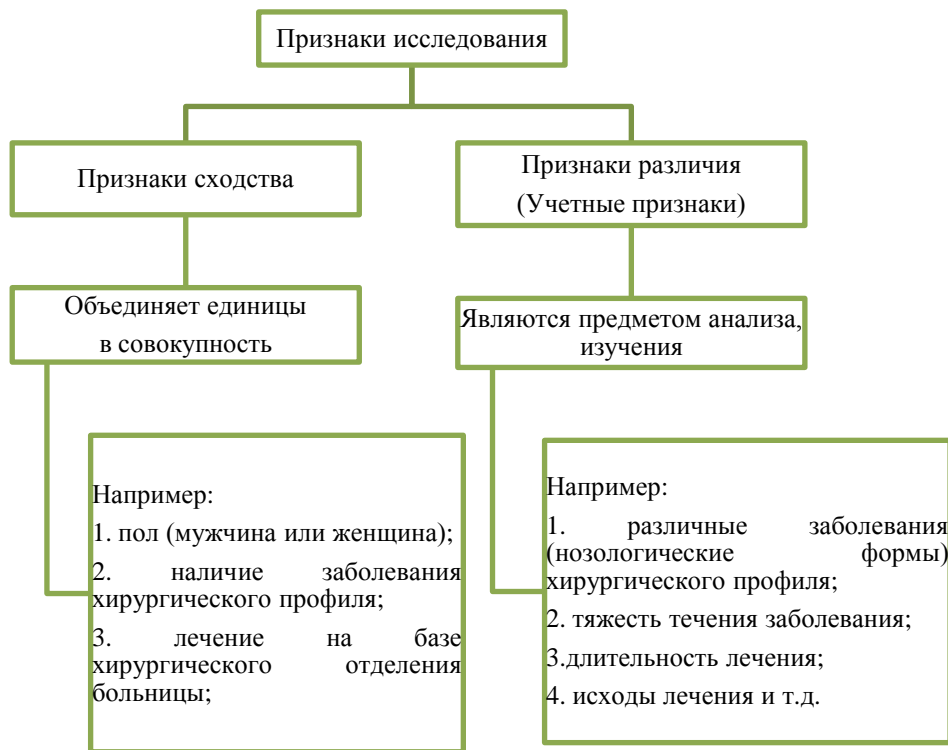 Признаки исследования
Признаки сходства
Признаки различия
(Учетные признаки)
Объединяет единицы
в совокупность
Являются предметом анализа,
изучения
Например:
1. пол (мужчина или женщина);
2. наличие заболевания
хирургического профиля;
3. лечение на базе
хирургического отделения
больницы;
Например:
1. различные заболевания
(нозологические формы)
хирургического профиля;
2. тяжесть течения заболевания;
3.длительность лечения;
4. исходы лечения и т.д.